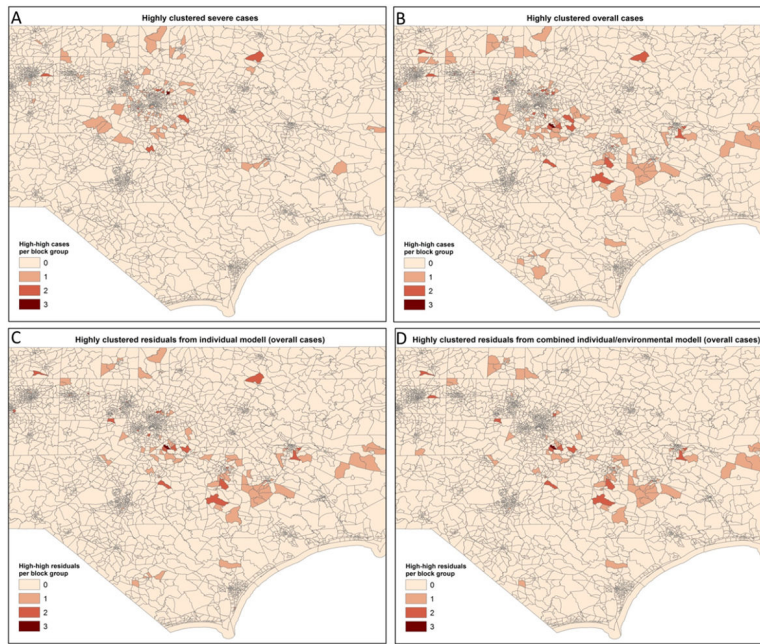 A
Highly clustered severe cases
High-high cases
per block group
0
1
2
3
B
Highly clustered overall cases
High-high cases
per block group
0
1
2
3
C
Highly clustered residuals from individual modell (overall cases)
High-high residuals
per block group
0
1
2
3
D
Highly clustered residuals from combined individual/environmental modell (overall cases)
High-high residuals
per block group
0
1
2
3